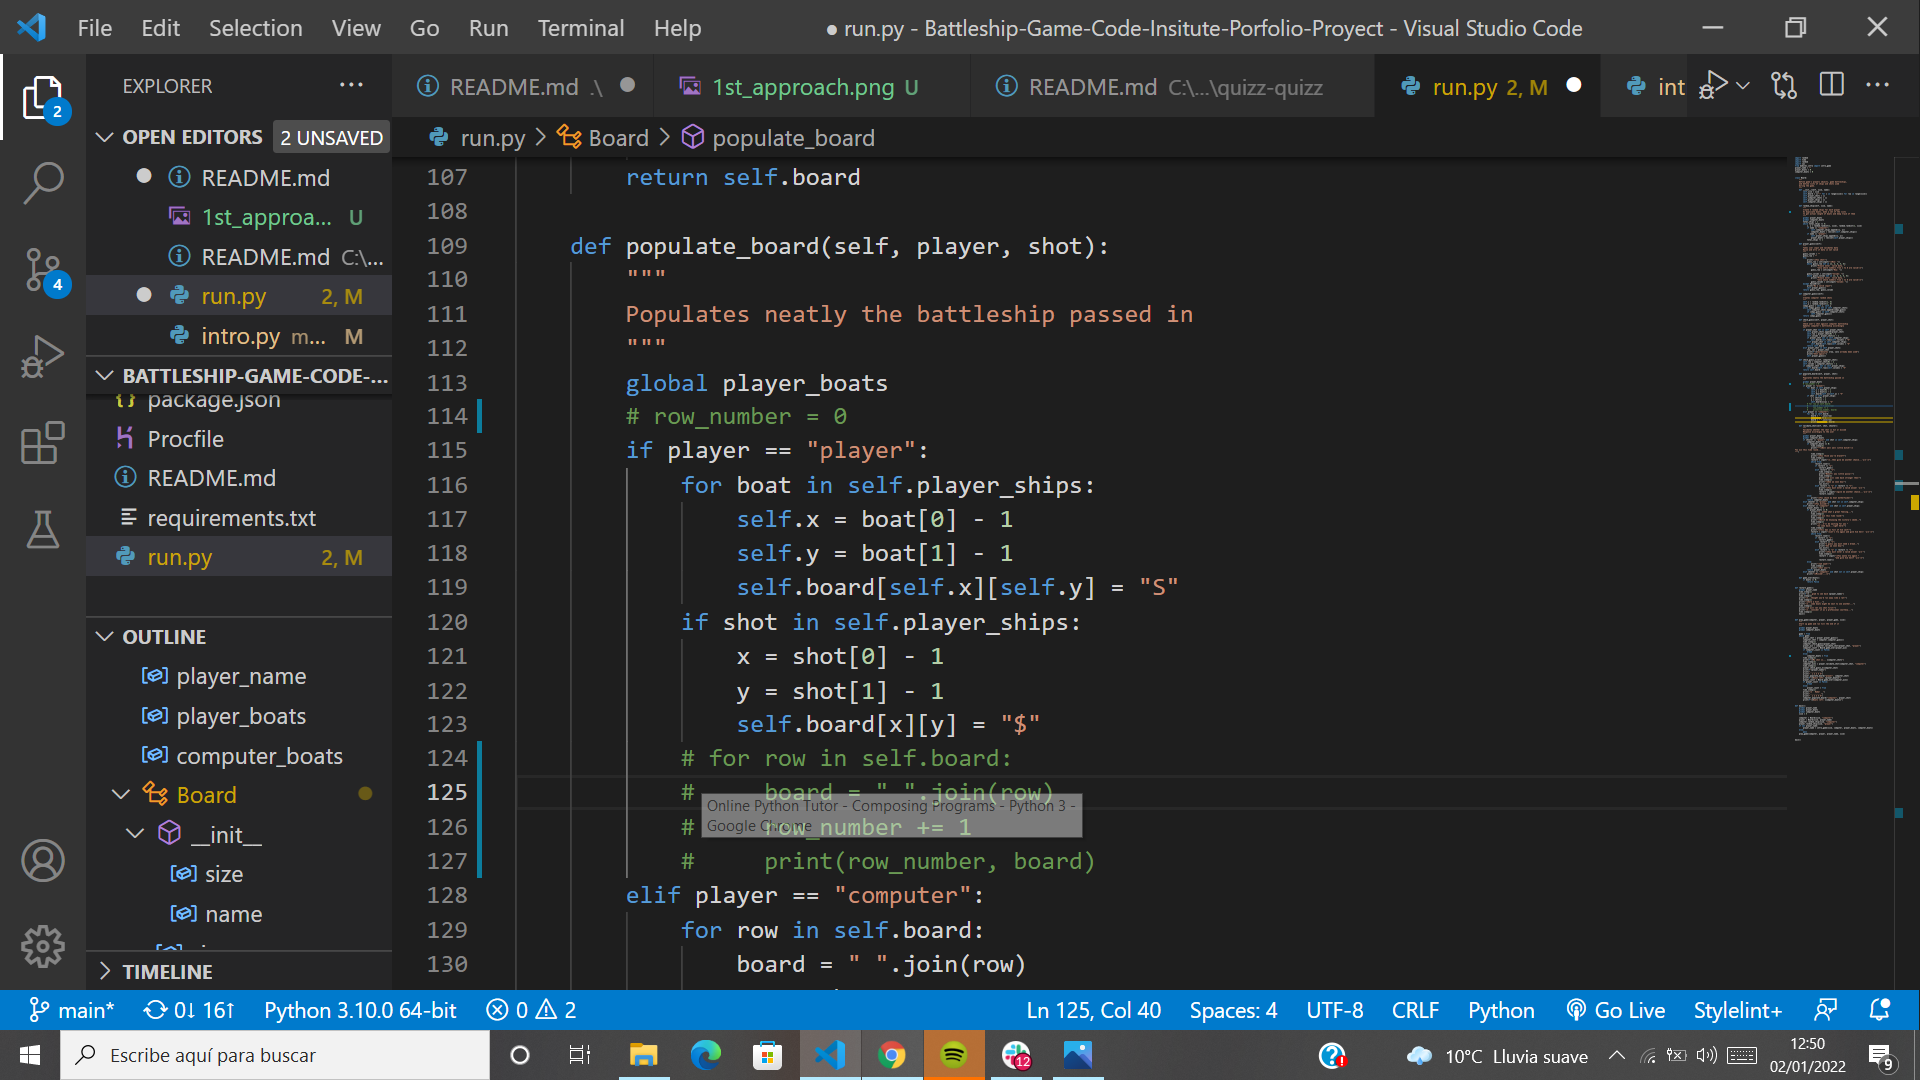 File Edit Selection View Go Run Terminal Help
● run.py - Battleship-Game-Code-Insitute-Porfolio-Proyect - Visual Studio Code
EXPLORER ···
README.md .\
1st_approach.png U
README.md C:\...\quizz-quizz
run.py 2, M
int
OPEN EDITORS 2 UNSAVED
README.md
1st_approa... U
README.md C:\...
run.py 2, M
intro.py m... M
BATTLESHIP-GAME-CODE-...
package.json
Procfile
README.md
requirements.txt
run.py 2, M
OUTLINE
player_name
player_boats
computer_boats
Board
__init__
size
name
TIMELINE
2
4
run.py > Board > populate_board
107 return self.board
108
109 def populate_board(self, player, shot):
110 """
111 Populates neatly the battleship passed in
112 """
113 global player_boats
114 # row_number = 0
115 if player == "player":
116 for boat in self.player_ships:
117 self.x = boat[0] - 1
118 self.y = boat[1] - 1
119 self.board[self.x][self.y] = "S"
120 if shot in self.player_ships:
121 x = shot[0] - 1
122 y = shot[1] - 1
123 self.board[x][y] = "$"
124 # for row in self.board:
125 # board = " ".join(row)
126 # row_number += 1
127 # print(row_number, board)
128 elif player == "computer":
129 for row in self.board:
130 board = " ".join(row)
Online Python Tutor - Composing Programs - Python 3 -
Google Chrome
main* 0↓ 16↑ Python 3.10.0 64-bit 0 2
Ln 125, Col 40 Spaces: 4 UTF-8 CRLF Python Go Live Stylelint+
Escribe aquí para buscar
12
10°C Lluvia suave
12:50
02/01/2022
9